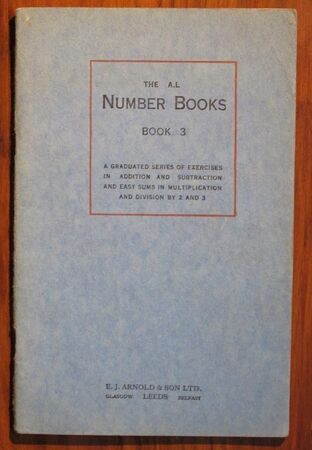 THE A.L
NUMBER BOOKS
BOOK 3
A GRADUATED SERIES OF EXERCISES
IN ADDITION AND SUBTRACTION
AND EASY SUMS IN MULTIPLICATION
AND DIVISION BY 2 AND 3
E. J. ARNOLD & SON LTD.
GLASGOW LEEDS BELFAST